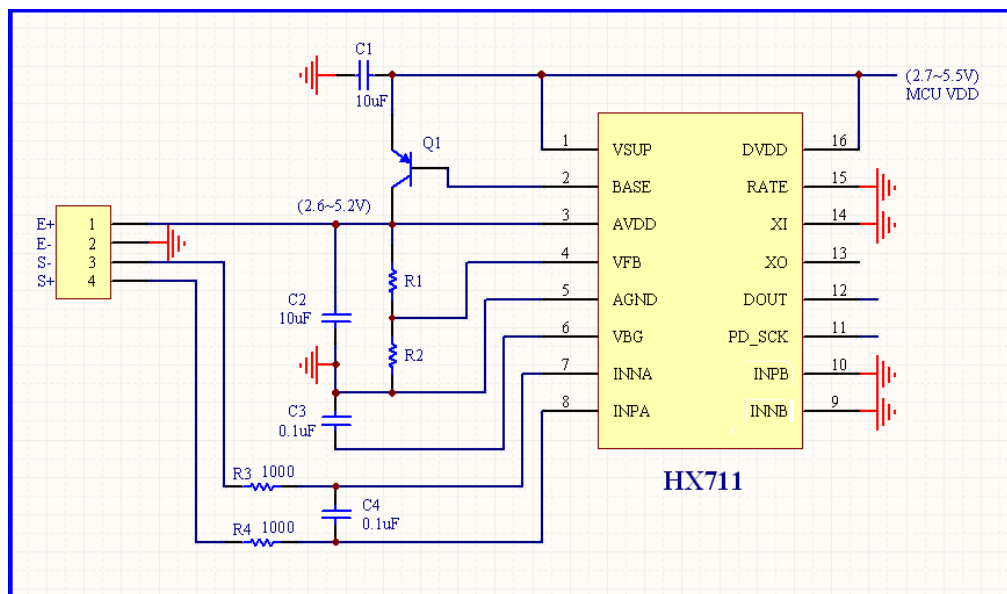 C1
10uF
(2.7~5.5V)
MCU VDD
Q1
1 VSUP DVDD 16
2 BASE RATE 15
(2.6~5.2V)
3 AVDD XI 14
E+ 1
E- 2
S- 3
S+ 4
4 VFB XO 13
R1
5 AGND DOUT 12
C2
10uF
6 VBG PD_SCK 11
R2
7 INNA INPB 10
8 INPA INNB 9
C3
0.1uF
HX711
R3 1000
C4
0.1uF
R4 1000